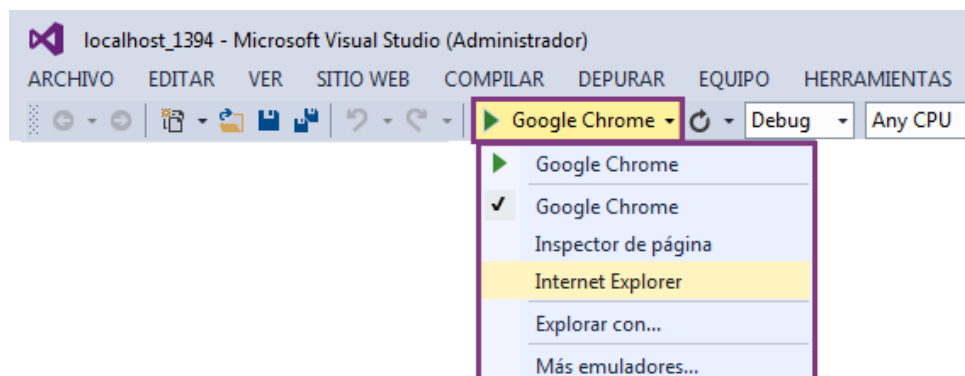 localhost_1394 - Microsoft Visual Studio (Administrador)
ARCHIVO EDITAR VER SITIO WEB COMPILAR DEPURAR EQUIPO HERRAMIENTAS
Google Chrome Debug Any CPU
Google Chrome
Google Chrome
Inspector de página
Internet Explorer
Explorar con...
Más emuladores...